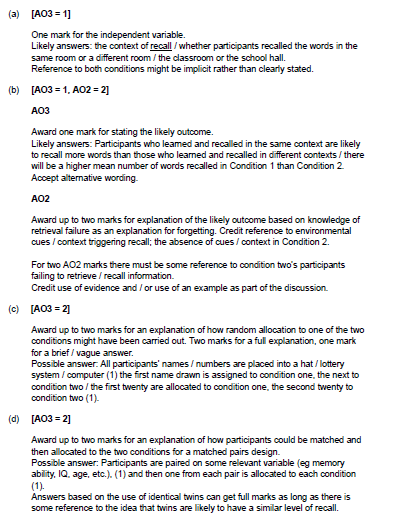 (a) [AO3 = 1]
One mark for the independent variable.
Likely answers: the context of recall / whether participants recalled the words in the
same room or a different room / the classroom or the school hall.
Reference to both conditions might be implicit rather than clearly stated.
(b) [AO3 = 1, AO2 = 2]
AO3
Award one mark for stating the likely outcome.
Likely answers: Participants who learned and recalled in the same context are likely
to recall more words than those who learned and recalled in different contexts / there
will be a higher mean number of words recalled in Condition 1 than Condition 2.
Accept alternative wording.
AO2
Award up to two marks for explanation of the likely outcome based on knowledge of
retrieval failure as an explanation for forgetting. Credit reference to environmental
cues / context triggering recall; the absence of cues / context in Condition 2.
For two AO2 marks there must be some reference to condition two's participants
failing to retrieve / recall information.
Credit use of evidence and / or use of an example as part of the discussion.
(c) [AO3 = 2]
Award up to two marks for an explanation of how random allocation to one of the two
conditions might have been carried out. Two marks for a full explanation, one mark
for a brief / vague answer.
Possible answer: All participants' names / numbers are placed into a hat / lottery
system / computer (1) the first name drawn is assigned to condition one, the next to
condition two / the first twenty are allocated to condition one, the second twenty to
condition two (1).
(d) [AO3 = 2]
Award up to two marks for an explanation of how participants could be matched and
then allocated to the two conditions for a matched pairs design.
Possible answer: Participants are paired on some relevant variable (eg memory
ability, IQ, age, etc.), (1) and then one from each pair is allocated to each condition
(1).
Answers based on the use of identical twins can get full marks as long as there is
some reference to the idea that twins are likely to have a similar level of recall.